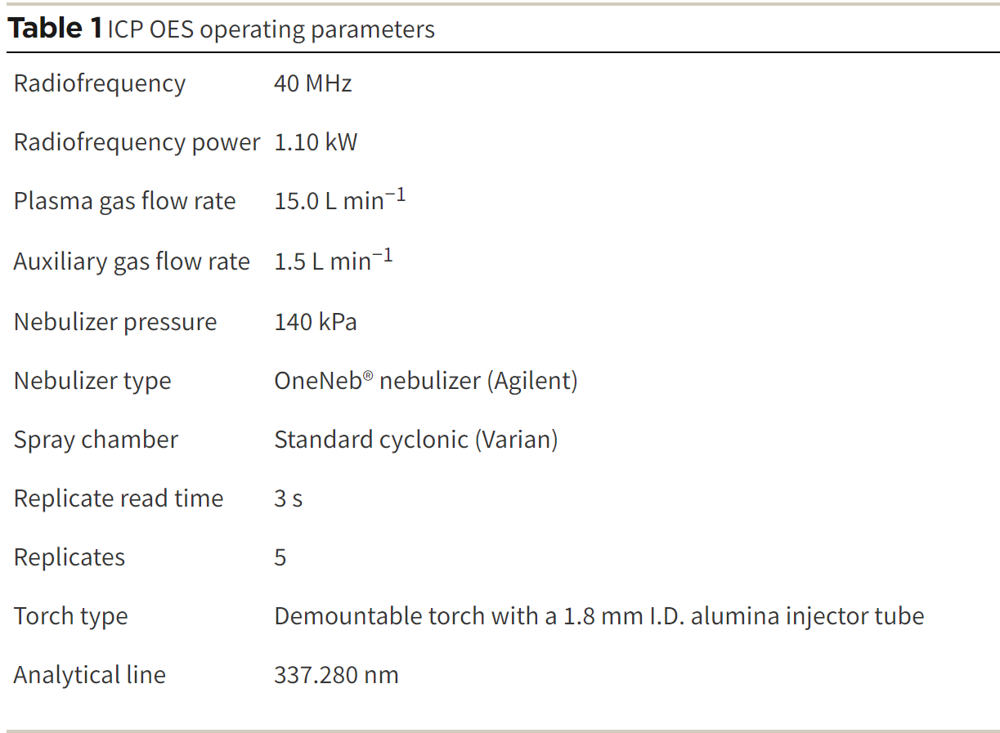 Table 1 ICP OES operating parameters
Radiofrequency 40 MHz
Radiofrequency power 1.10 kW
Plasma gas flow rate 15.0 L min⁻¹
Auxiliary gas flow rate 1.5 L min⁻¹
Nebulizer pressure 140 kPa
Nebulizer type OneNeb® nebulizer (Agilent)
Spray chamber Standard cyclonic (Varian)
Replicate read time 3 s
Replicates 5
Torch type Demountable torch with a 1.8 mm I.D. alumina injector tube
Analytical line 337.280 nm